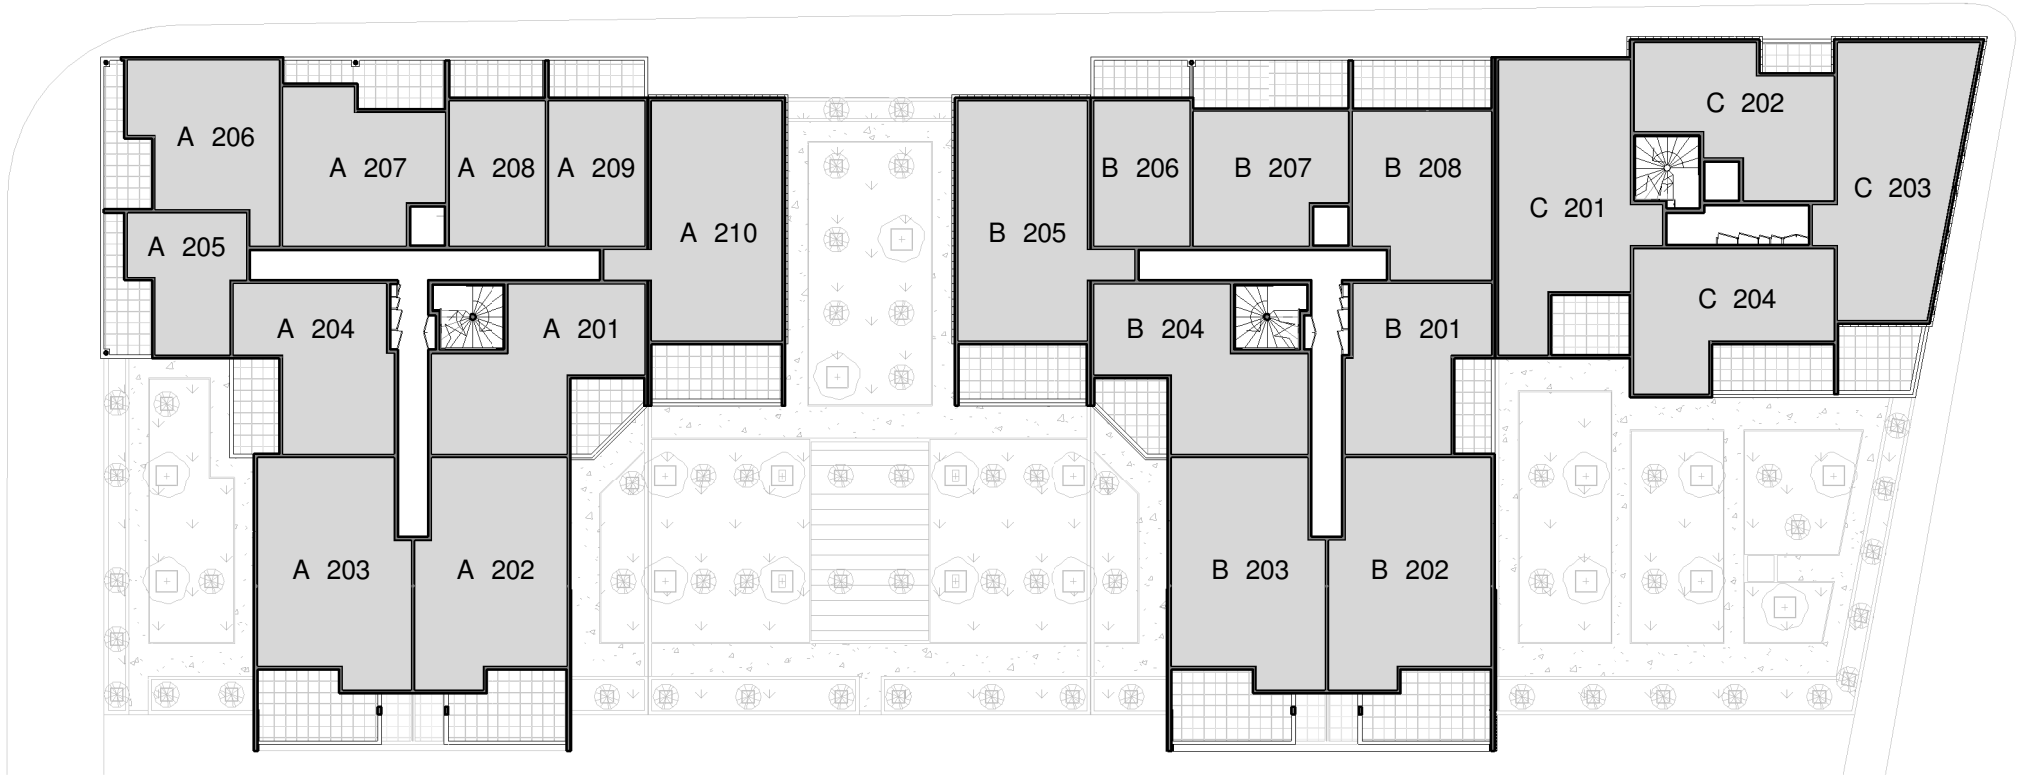 C 202
A 206
A 207
A 208
A 209
B 206
B 207
B 208
C 203
C 201
A 205
A 210
B 205
C 204
A 204
A 201
B 204
B 201
A 203
A 202
B 203
B 202